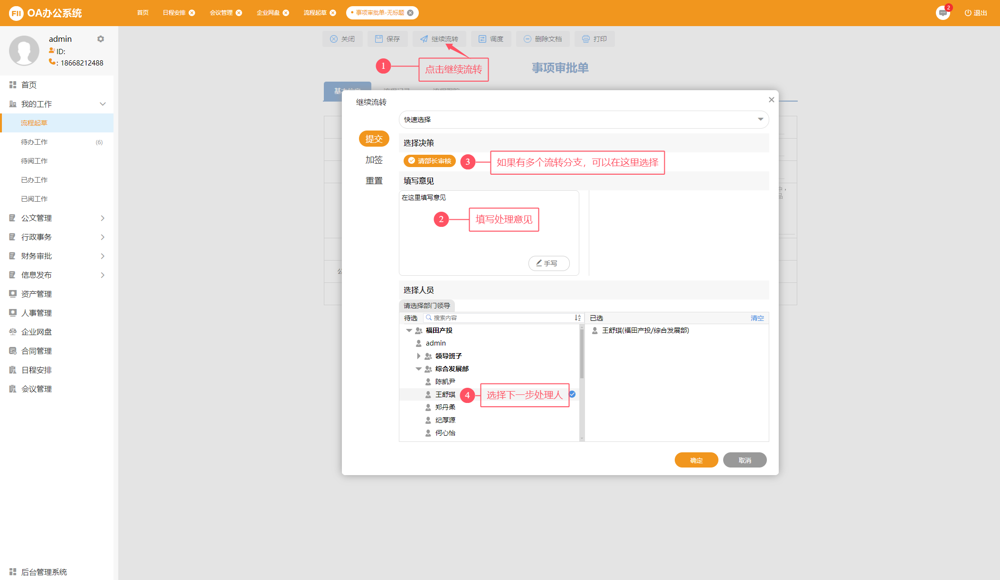 FII OA办公系统
首页 日程安排 会议管理 企业网盘 流程起草 事项审批单-无标题
2 退出
admin
ID:
: 18668212488
首页
我的工作
流程起草
待办工作 (6)
待阅工作
已办工作
已阅工作
公文管理
行政事务
财务审批
信息发布
资产管理
人事管理
企业网盘
合同管理
日程安排
会议管理
后台管理系统
关闭 保存 继续流转 调度 删除文档 打印
1 点击继续流转
事项审批单
继续流转
快速选择
提交
加签
重置
选择决策
请部长审核
3 如果有多个流转分支，可以在这里选择
填写意见
在这里填写意见
2 填写处理意见
手写
选择人员
请选择部门领导
待选 搜索内容 已选 清空
福田产投
admin
领导班子
综合发展部
陈凯尹
王舒琪
4 选择下一步处理人
郑丹柔
纪厚源
何心怡
王舒琪(福田产投/综合发展部)
确定 取消